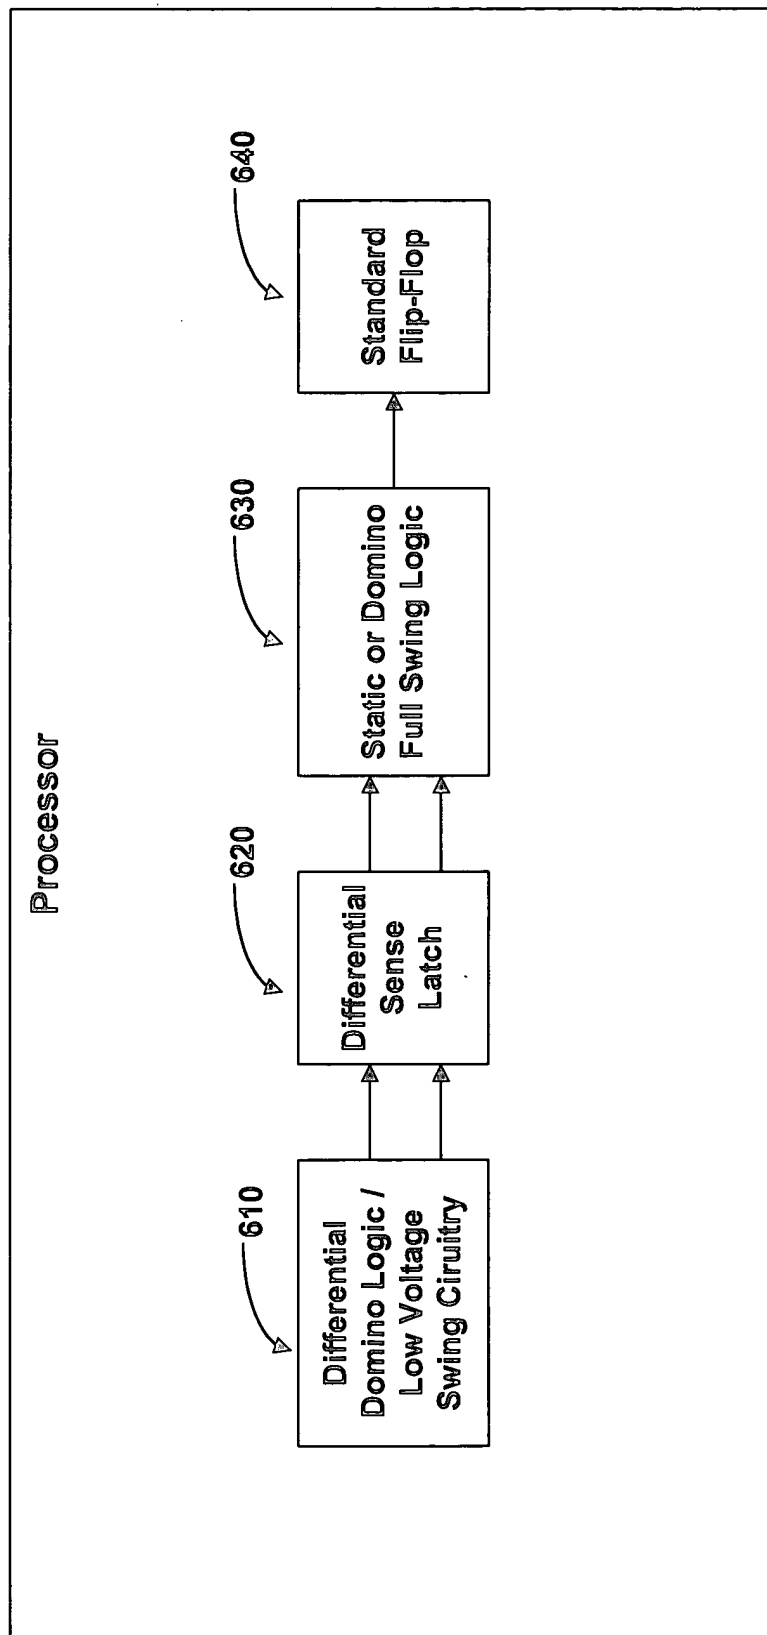 Processor
610
Differential
Domino Logic /
Low Voltage
Swing Ciruitry
620
Differential
Sense
Latch
630
Static or Domino
Full Swing Logic
640
Standard
Flip-Flop